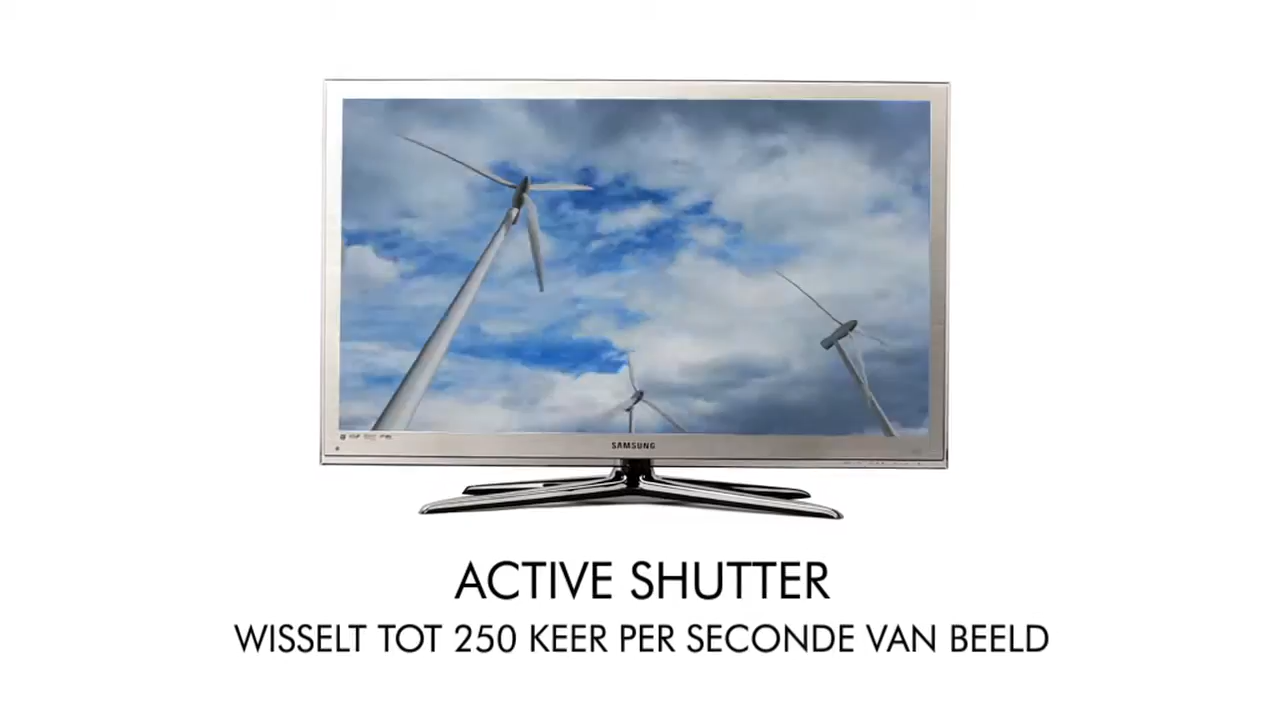 SAMSUNG
ACTIVE SHUTTER
WISSELT TOT 250 KEER PER SECONDE VAN BEELD